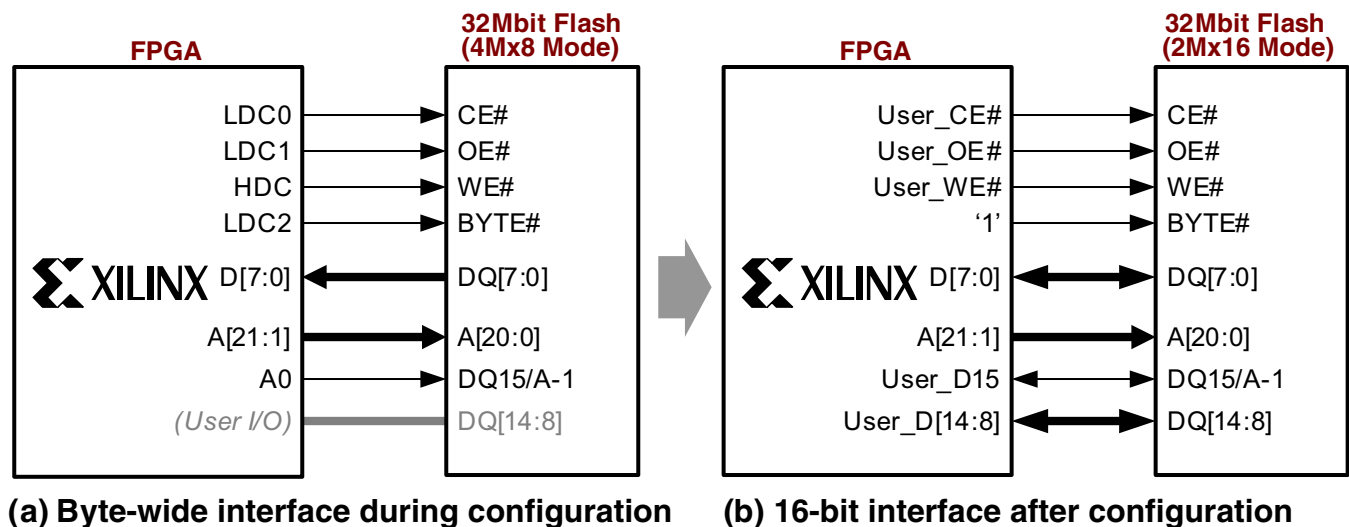 FPGA
32Mbit Flash
(4Mx8 Mode)
LDC0
CE#
LDC1
OE#
HDC
WE#
LDC2
BYTE#
XILINX
D[7:0]
DQ[7:0]
A[21:1]
A[20:0]
A0
DQ15/A-1
(User I/O)
DQ[14:8]
(a) Byte-wide interface during configuration
FPGA
32Mbit Flash
(2Mx16 Mode)
User_CE#
CE#
User_OE#
OE#
User_WE#
WE#
‘1’
BYTE#
XILINX
D[7:0]
DQ[7:0]
A[21:1]
A[20:0]
User_D15
DQ15/A-1
User_D[14:8]
DQ[14:8]
(b) 16-bit interface after configuration